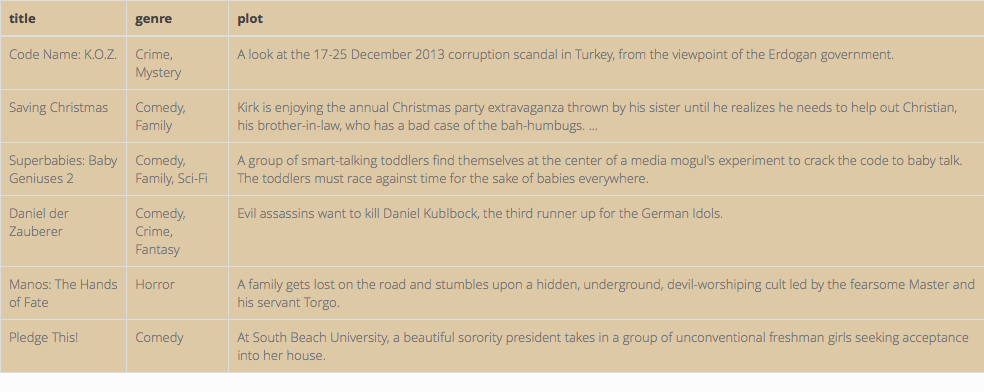 title genre plot
Code Name: K.O.Z. Crime, A look at the 17-25 December 2013 corruption scandal in Turkey, from the viewpoint of the Erdogan government.
Mystery
Saving Christmas Comedy, Kirk is enjoying the annual Christmas party extravaganza thrown by his sister until he realizes he needs to help out Christian,
Family his brother-in-law, who has a bad case of the bah-humbugs. ...
Superbabies: Baby Comedy, A group of smart-talking toddlers find themselves at the center of a media mogul's experiment to crack the code to baby talk.
Geniuses 2 Family, Sci-Fi The toddlers must race against time for the sake of babies everywhere.
Daniel der Comedy, Evil assassins want to kill Daniel Kublbock, the third runner up for the German Idols.
Zauberer Crime,
Fantasy
Manos: The Hands Horror A family gets lost on the road and stumbles upon a hidden, underground, devil-worshiping cult led by the fearsome Master and
of Fate his servant Torgo.
Pledge This! Comedy At South Beach University, a beautiful sorority president takes in a group of unconventional freshman girls seeking acceptance
into her house.